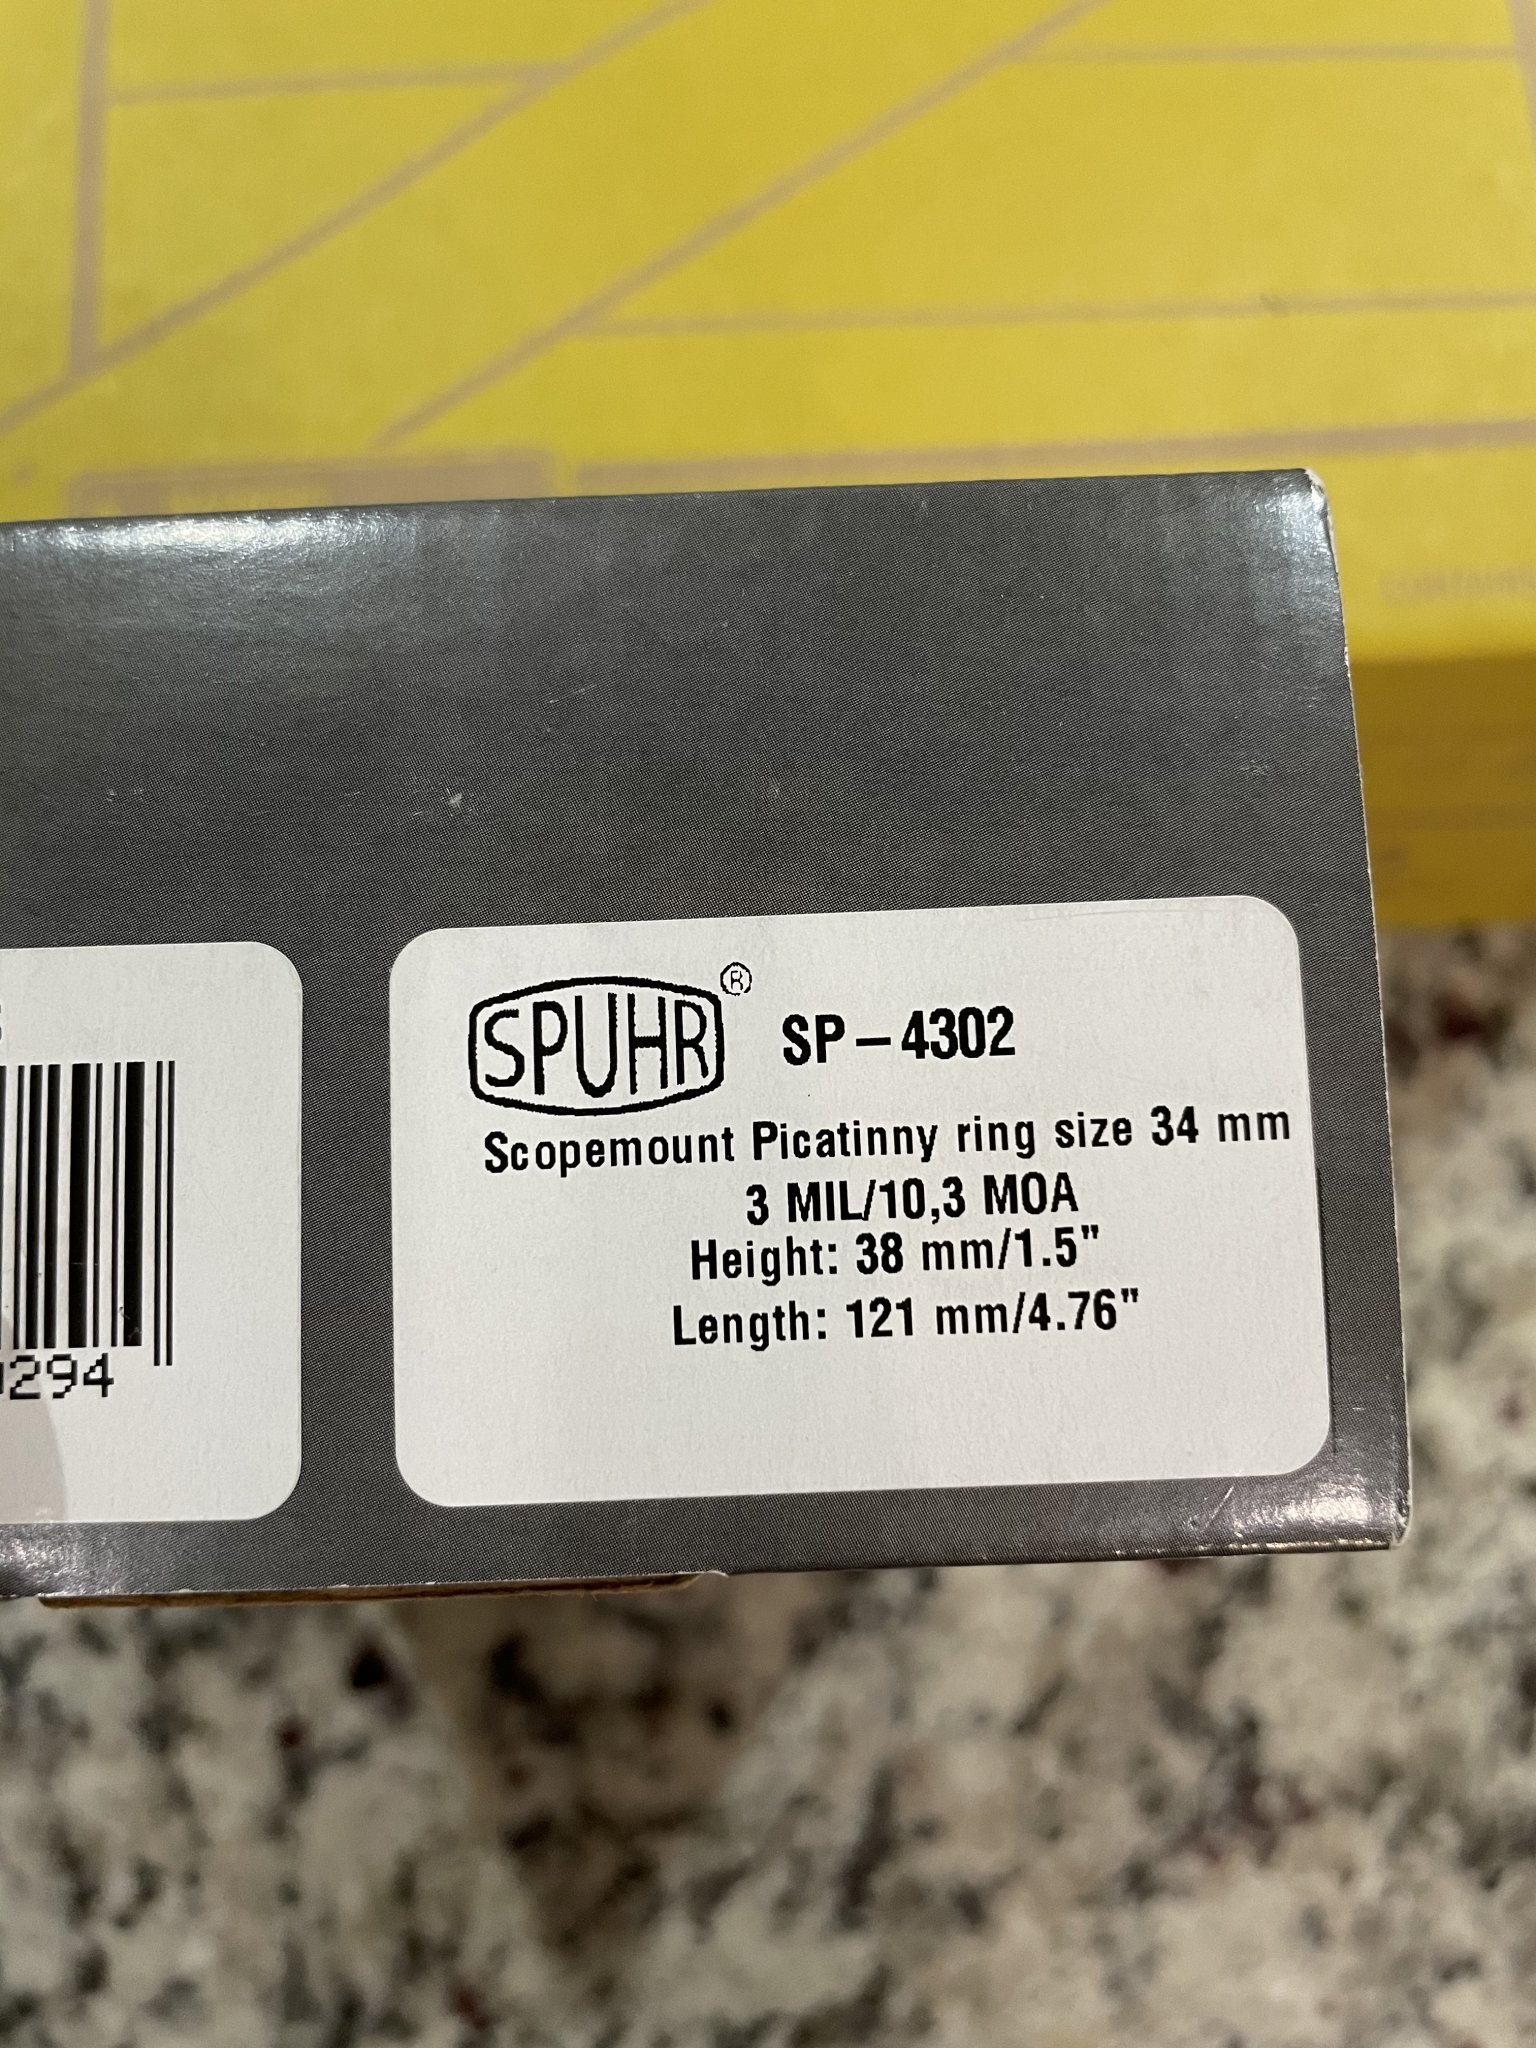 SPUHR® SP-4302
Scopemount Picatinny ring size 34 mm
3 MIL/10,3 MOA
Height: 38 mm/1.5"
Length: 121 mm/4.76"
294